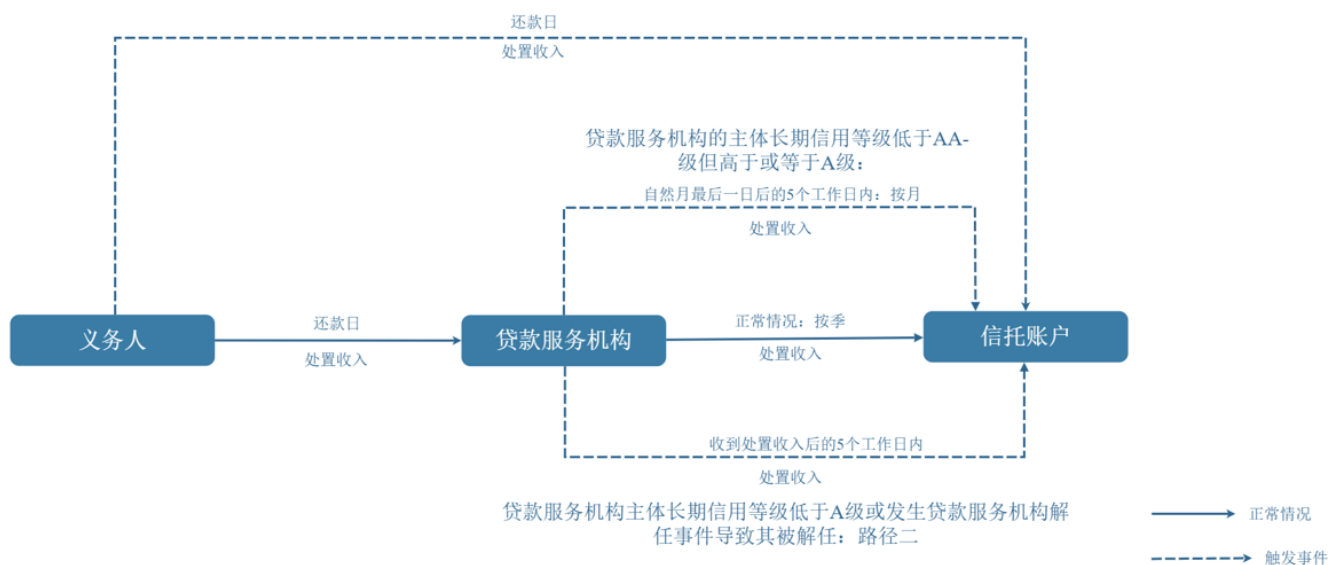 还款日
处置收入
贷款服务机构的主体长期信用等级低于AA-
级但高于或等于A级：
自然月最后一日后的5个工作日内：按月
处置收入
义务人
还款日
处置收入
贷款服务机构
正常情况：按季
处置收入
信托账户
收到处置收入后的5个工作日内
处置收入
贷款服务机构主体长期信用等级低于A级或发生贷款服务机构解
任事件导致其被解任：路径二
正常情况
触发事件